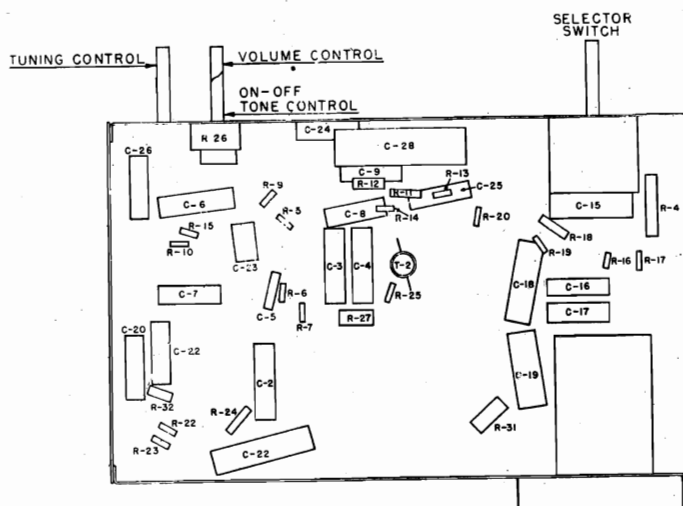 SELECTOR
SWITCH
TUNING CONTROL
VOLUME CONTROL
ON-OFF
TONE CONTROL
R 26
C-24
C-28
C-26
C-9
R-13
R-12
R-11
C-25
C-6
R-9
C-8
R-14
R-20
C-15
R-4
R-15
R-10
C-23
C-3
C-4
T-2
R-18
R-19
R-16
R-17
C-7
C-5
R-6
R-7
R-25
R-27
C-18
C-16
C-17
C-20
C-22
C-2
C-19
R-32
R-24
R-22
R-23
C-22
R-31